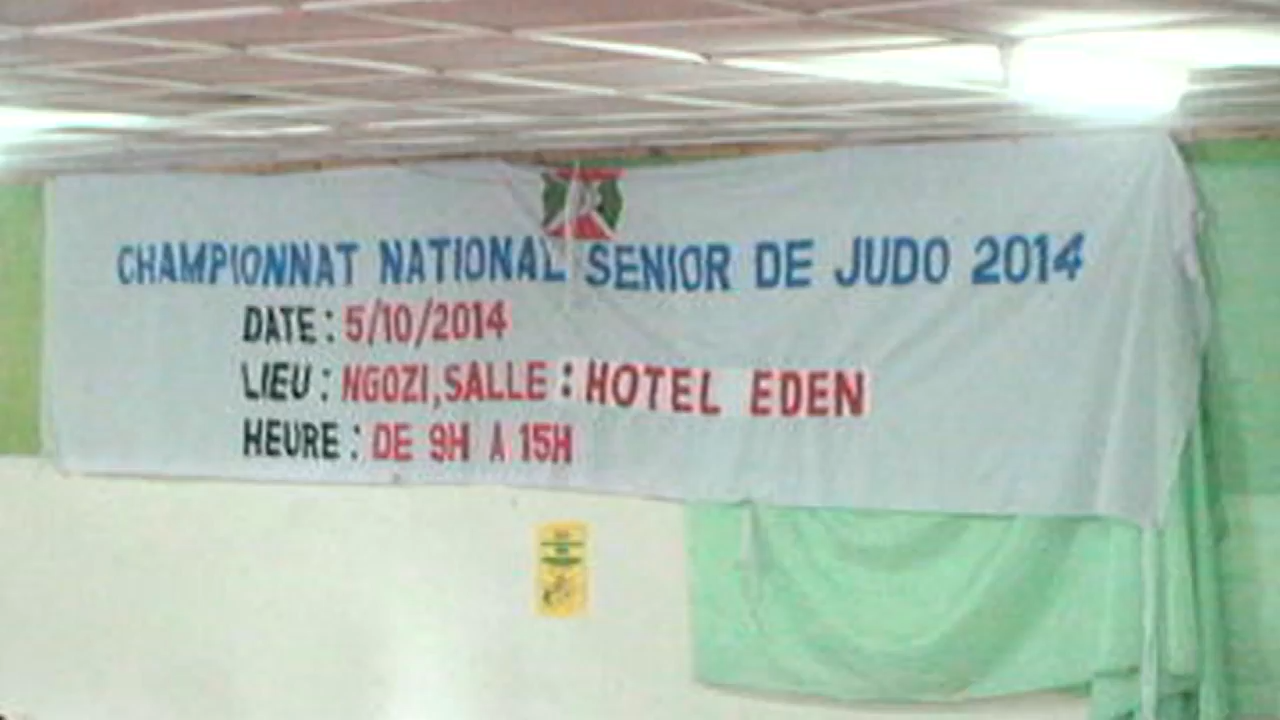 CHAMPIONNAT NATIONAL SENIOR DE JUDO 2014
DATE : 5/10/2014
LIEU : NGOZI, SALLE : HOTEL EDEN
HEURE : DE 9H A 15H